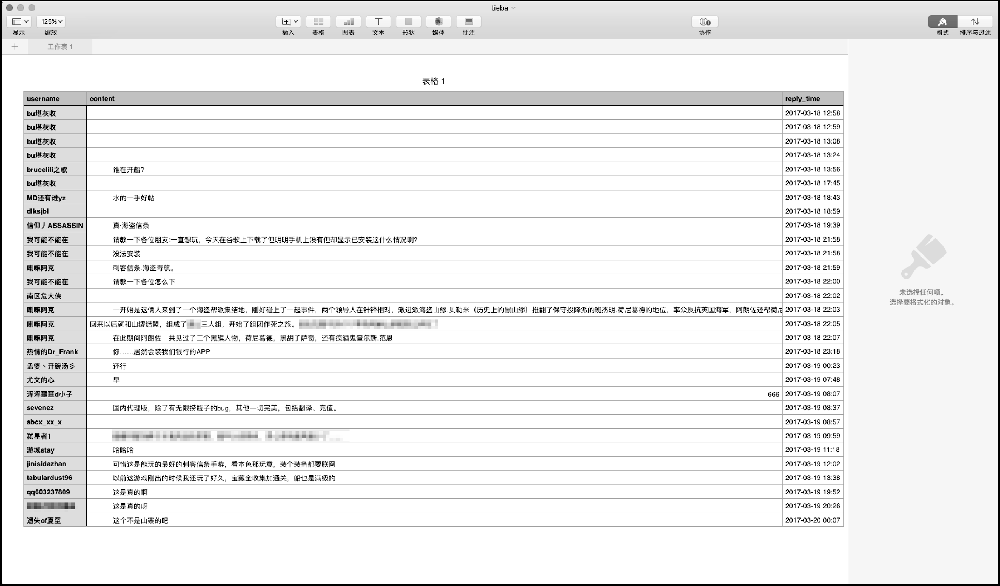 tieba
125%
显示
缩放
插入
表格
图表
文本
形状
媒体
批注
协作
格式
排序与过滤
工作表 1
表格 1
username content reply_time
bu堪灰收 2017-03-18 12:58
bu堪灰收 2017-03-18 12:59
bu堪灰收 2017-03-18 13:08
bu堪灰收 2017-03-18 13:24
brucelili之歌 谁在开船? 2017-03-18 13:56
bu堪灰收 2017-03-18 17:45
MD还有谁yz 水的一手好帖 2017-03-18 18:43
dlksjbl 2017-03-18 18:59
信仰丿ASSASSIN 真·海盗信条 2017-03-18 19:39
我可能不能在 请教一下各位朋友:一直想玩，今天在谷歌上下载了但明明手机上没有但却显示已安装这什么情况啊? 2017-03-18 21:58
我可能不能在 没法安装 2017-03-18 21:58
喇嘛阿克 刺客信条.海盗奇航。 2017-03-18 21:59
我可能不能在 请教一下各位怎么下 2017-03-18 22:00
南区危大侠 2017-03-18 22:02
喇嘛阿克 一开始是这俩人来到了一个海盗帮派集结地，刚好碰上了一起事件，两个领导人在针锋相对，激进派海盗山缪.贝勒米（历史上的黑山缪）推翻了保守投降派的班杰明.荷尼葛德的地位，率众反抗英国海军，阿朗佐还帮荷尼 2017-03-18 22:03
喇嘛阿克 回来以后就和山缪结盟，组成了 三人组，开始了组团作死之旅。 2017-03-18 22:05
喇嘛阿克 在此期间阿朗佐一共见过了三个黑旗人物，荷尼葛德，黑胡子萨奇，还有疯酒鬼查尔斯.范恩 2017-03-18 22:07
热情的Dr_Frank 你……居然会装我们银行的APP 2017-03-18 23:18
孟婆丶开碗汤彡 还行 2017-03-19 00:23
尤文的心 早 2017-03-19 07:48
浑浑噩噩d小子 666 2017-03-19 08:07
sevenez 国内代理版，除了有无限捞瓶子的bug，其他一切完美，包括翻译、充值。 2017-03-19 08:37
abcx_xx_x 2017-03-19 08:57
弑星者1 2017-03-19 09:59
游城stay 哈哈哈 2017-03-19 11:18
jinisidazhan 可惜这是能玩的最好的刺客信条手游，看本色那玩意，装个装备都要联网 2017-03-19 12:02
tabulardust96 以前这游戏刚出的时候我还玩了好久，宝藏全收集加通关，船也是满级的 2017-03-19 13:38
qq603237809 这是真的啊 2017-03-19 19:52
这是真的呀 2017-03-19 20:26
遗失of夏至 这个不是山寨的吧 2017-03-20 00:07
未选择任何项。
选择要格式化的对象。